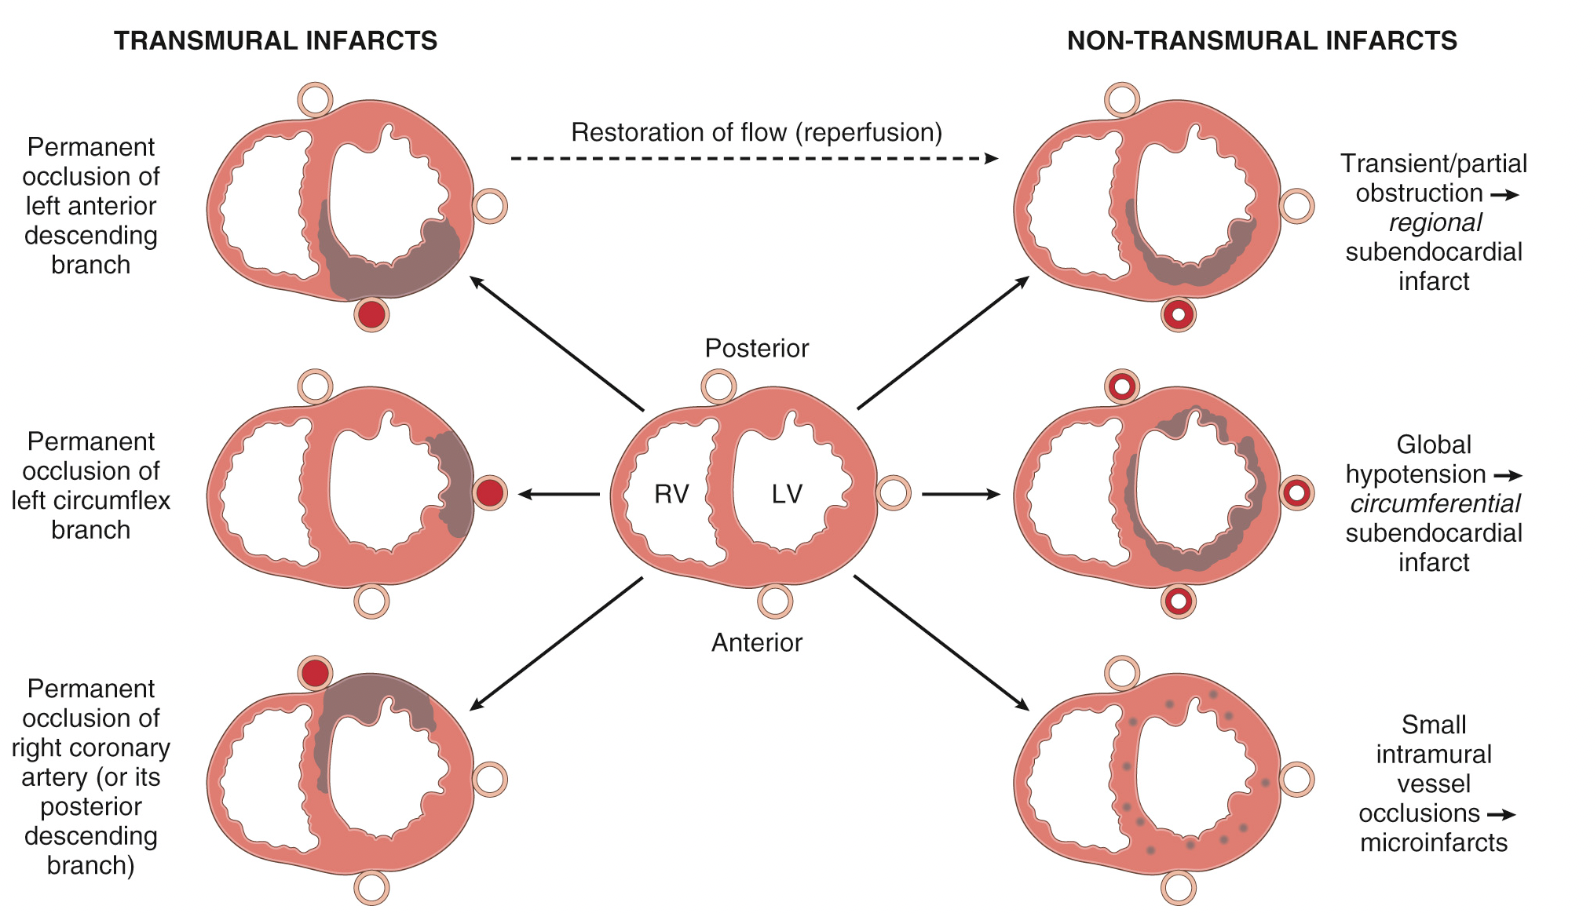 TRANSMURAL INFARCTS
NON-TRANSMURAL INFARCTS
Permanent
occlusion of
left anterior
descending
branch
Restoration of flow (reperfusion)
Transient/partial
obstruction →
regional
subendocardial
infarct
Permanent
occlusion of
left circumflex
branch
Posterior
RV
LV
Anterior
Global
hypotension →
circumferential
subendocardial
infarct
Permanent
occlusion of
right coronary
artery (or its
posterior
descending
branch)
Small
intramural
vessel
occlusions →
microinfarcts